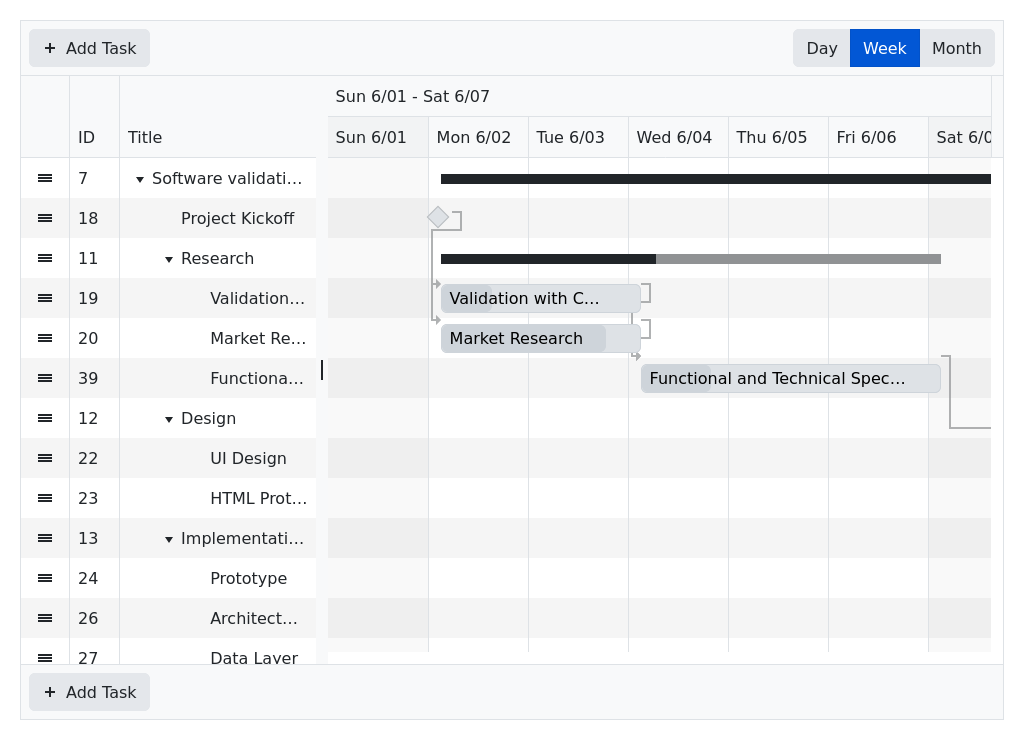 Add Task
Day Week Month
ID Title
Sun 6/01 - Sat 6/07
Sun 6/01 Mon 6/02 Tue 6/03 Wed 6/04 Thu 6/05 Fri 6/06 Sat 6/0
7 Software validati...
18 Project Kickoff
11 Research
19 Validation... Validation with C...
20 Market Re... Market Research
39 Functiona... Functional and Technical Spec...
12 Design
22 UI Design
23 HTML Prot...
13 Implementati...
24 Prototype
26 Architect...
27 Data Layer
Add Task